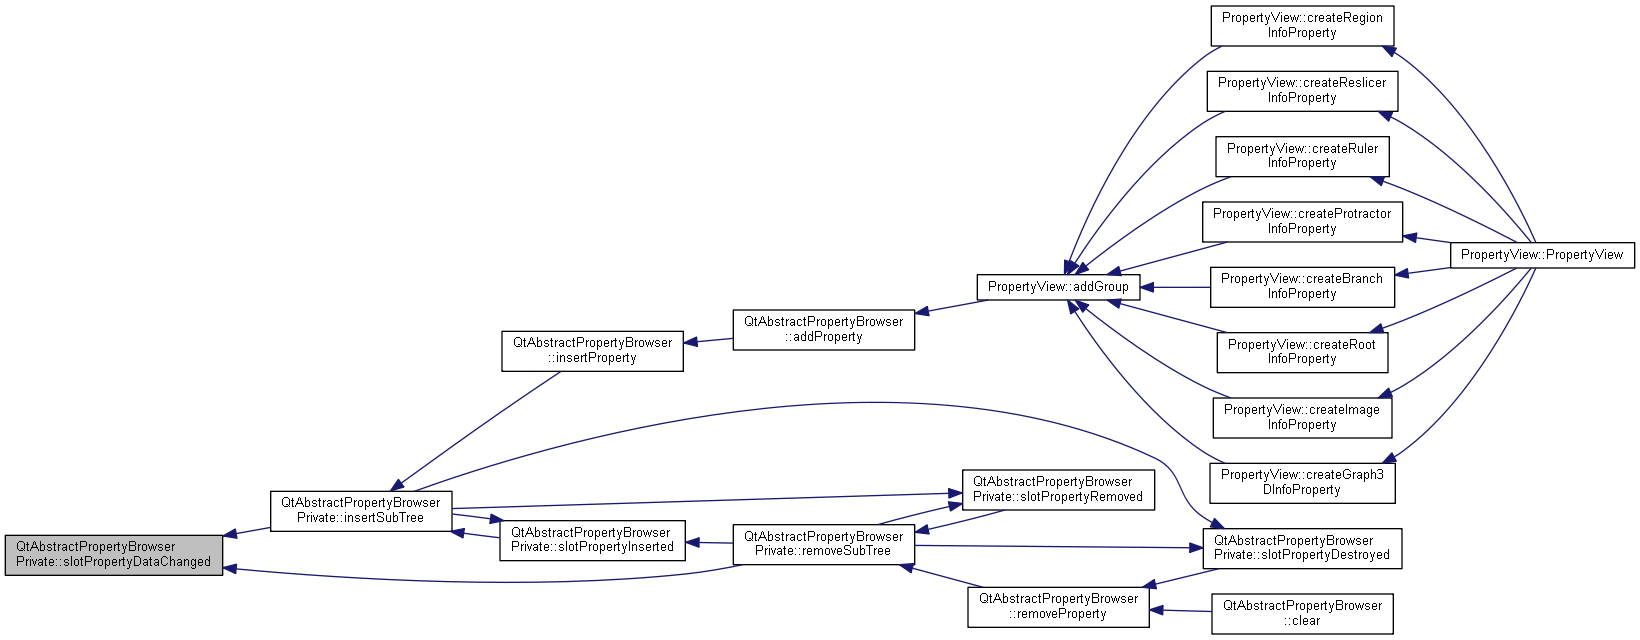 PropertyView::createRegion
InfoProperty
PropertyView::createReslicer
InfoProperty
PropertyView::createRuler
InfoProperty
PropertyView::createProtractor
InfoProperty
PropertyView::PropertyView
PropertyView::createBranch
InfoProperty
PropertyView::addGroup
QtAbstractPropertyBrowser
::addProperty
QtAbstractPropertyBrowser
::insertProperty
PropertyView::createRoot
InfoProperty
PropertyView::createImage
InfoProperty
PropertyView::createGraph3
DInfoProperty
QtAbstractPropertyBrowser
Private::slotPropertyRemoved
QtAbstractPropertyBrowser
Private::insertSubTree
QtAbstractPropertyBrowser
Private::slotPropertyInserted
QtAbstractPropertyBrowser
Private::removeSubTree
QtAbstractPropertyBrowser
Private::slotPropertyDestroyed
QtAbstractPropertyBrowser
Private::slotPropertyDataChanged
QtAbstractPropertyBrowser
::removeProperty
QtAbstractPropertyBrowser
::clear